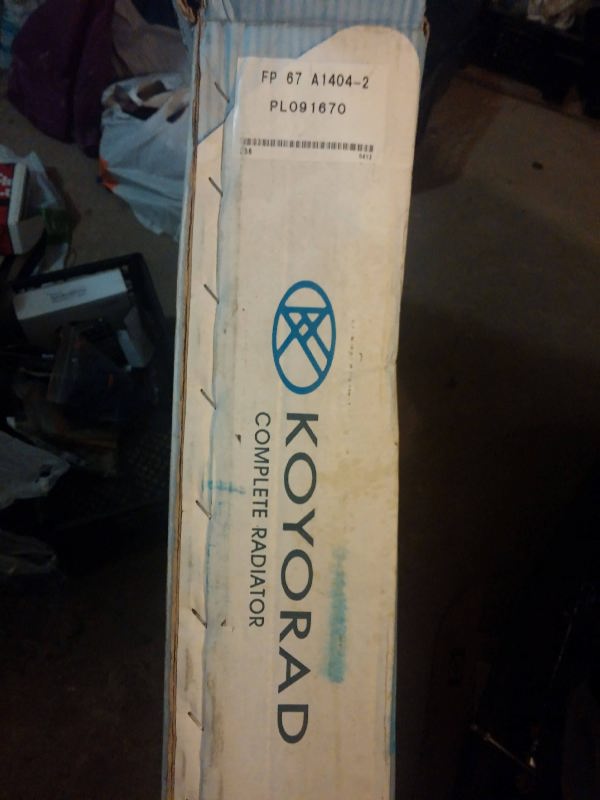 FP 67 A1404-2
PL091670
KOYORAD
COMPLETE RADIATOR